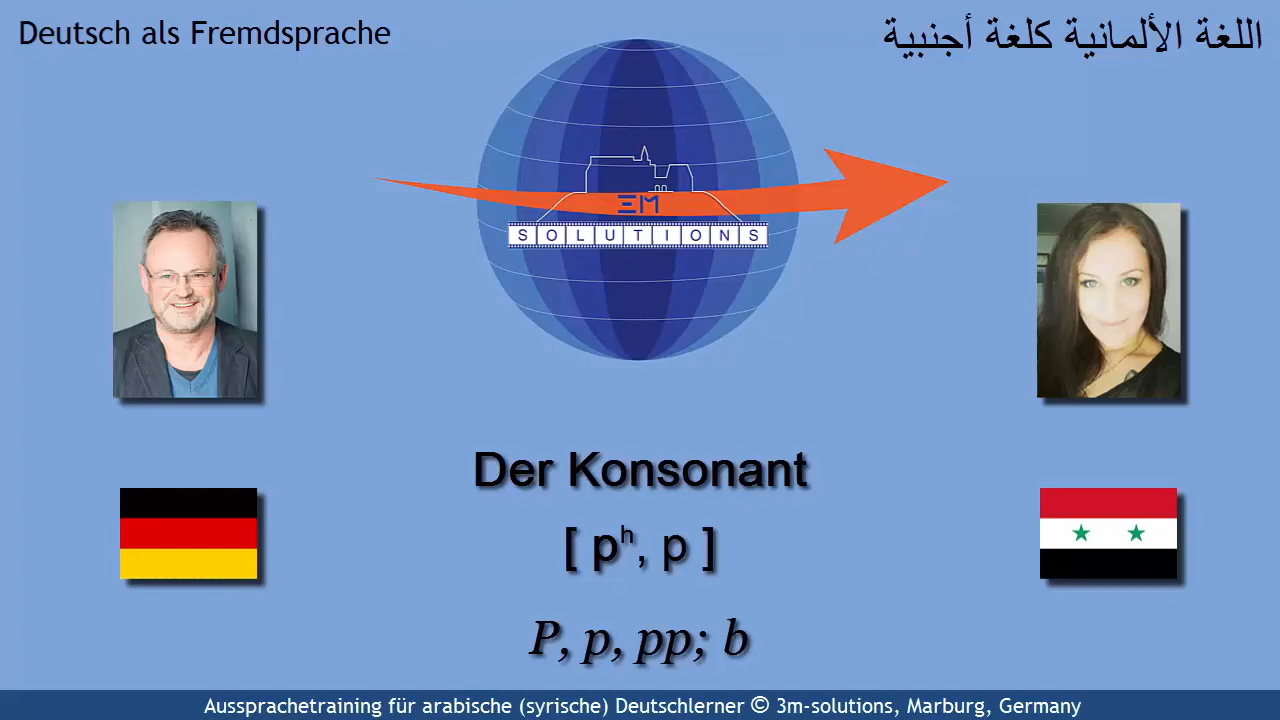 Deutsch als Fremdsprache
اللغة الألمانية كلغة أجنبية
ΞM
SOLUTIONS
Der Konsonant
[ pʰ, p ]
P, p, pp; b
Aussprachetraining für arabische (syrische) Deutschlerner © 3m-solutions, Marburg, Germany